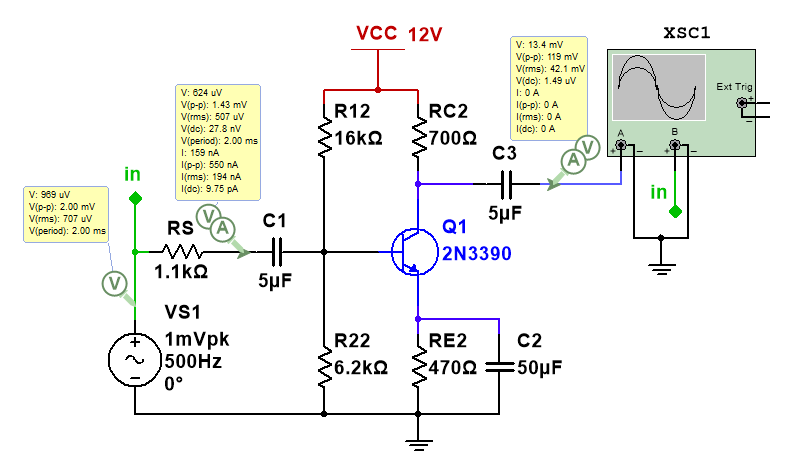 VCC 12V
XSC1
Ext Trig
+
–
A
B
+ – + –
V: 13.4 mV
V(p-p): 119 mV
V(rms): 42.1 mV
V(dc): 1.49 uV
I: 0 A
I(p-p): 0 A
I(rms): 0 A
I(dc): 0 A
V: 624 uV
V(p-p): 1.43 mV
V(rms): 507 uV
V(dc): 27.8 nV
V(period): 2.00 ms
I: 159 nA
I(p-p): 550 nA
I(rms): 194 nA
I(dc): 9.75 pA
V: 969 uV
V(p-p): 2.00 mV
V(rms): 707 uV
V(period): 2.00 ms
R12
16kΩ
RC2
700Ω
C3
5µF
V
A
in
in
V
A
RS
1.1kΩ
C1
5µF
Q1
2N3390
V
VS1
1mVpk
500Hz
0°
+
–
R22
6.2kΩ
RE2
470Ω
C2
50µF